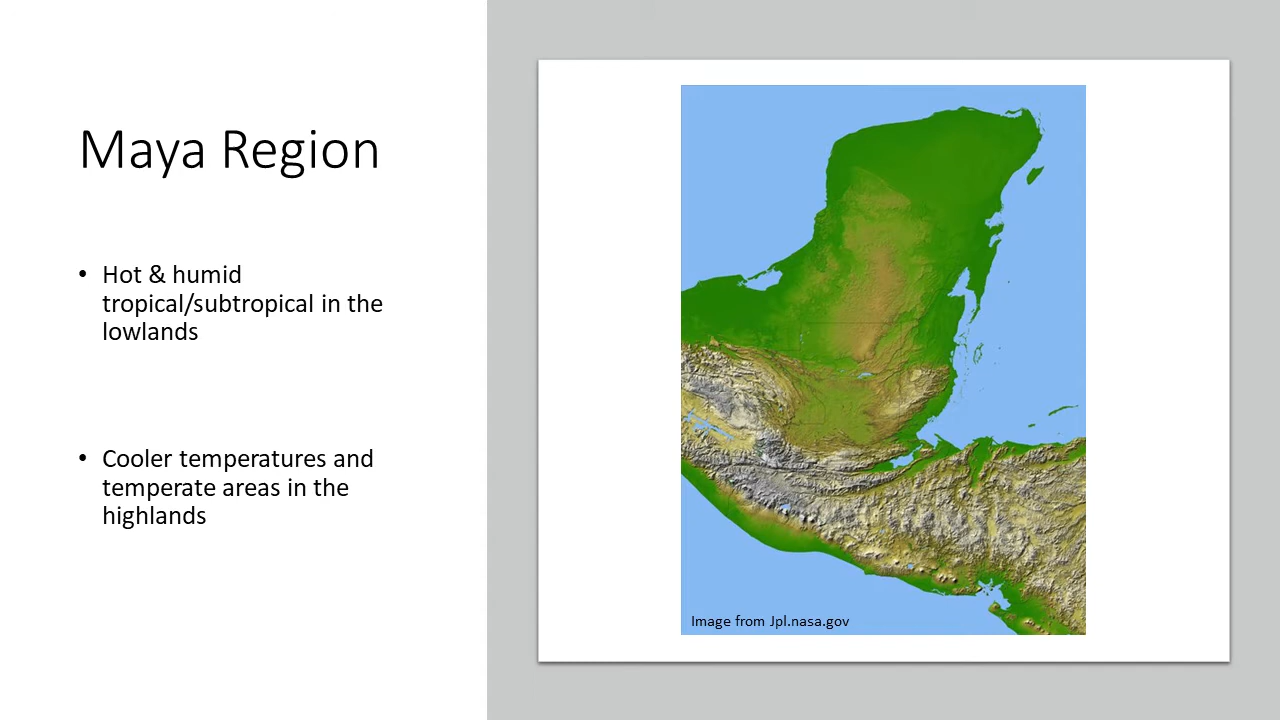 Maya Region
• Hot & humid
tropical/subtropical in the
lowlands
• Cooler temperatures and
temperate areas in the
highlands
Image from Jpl.nasa.gov